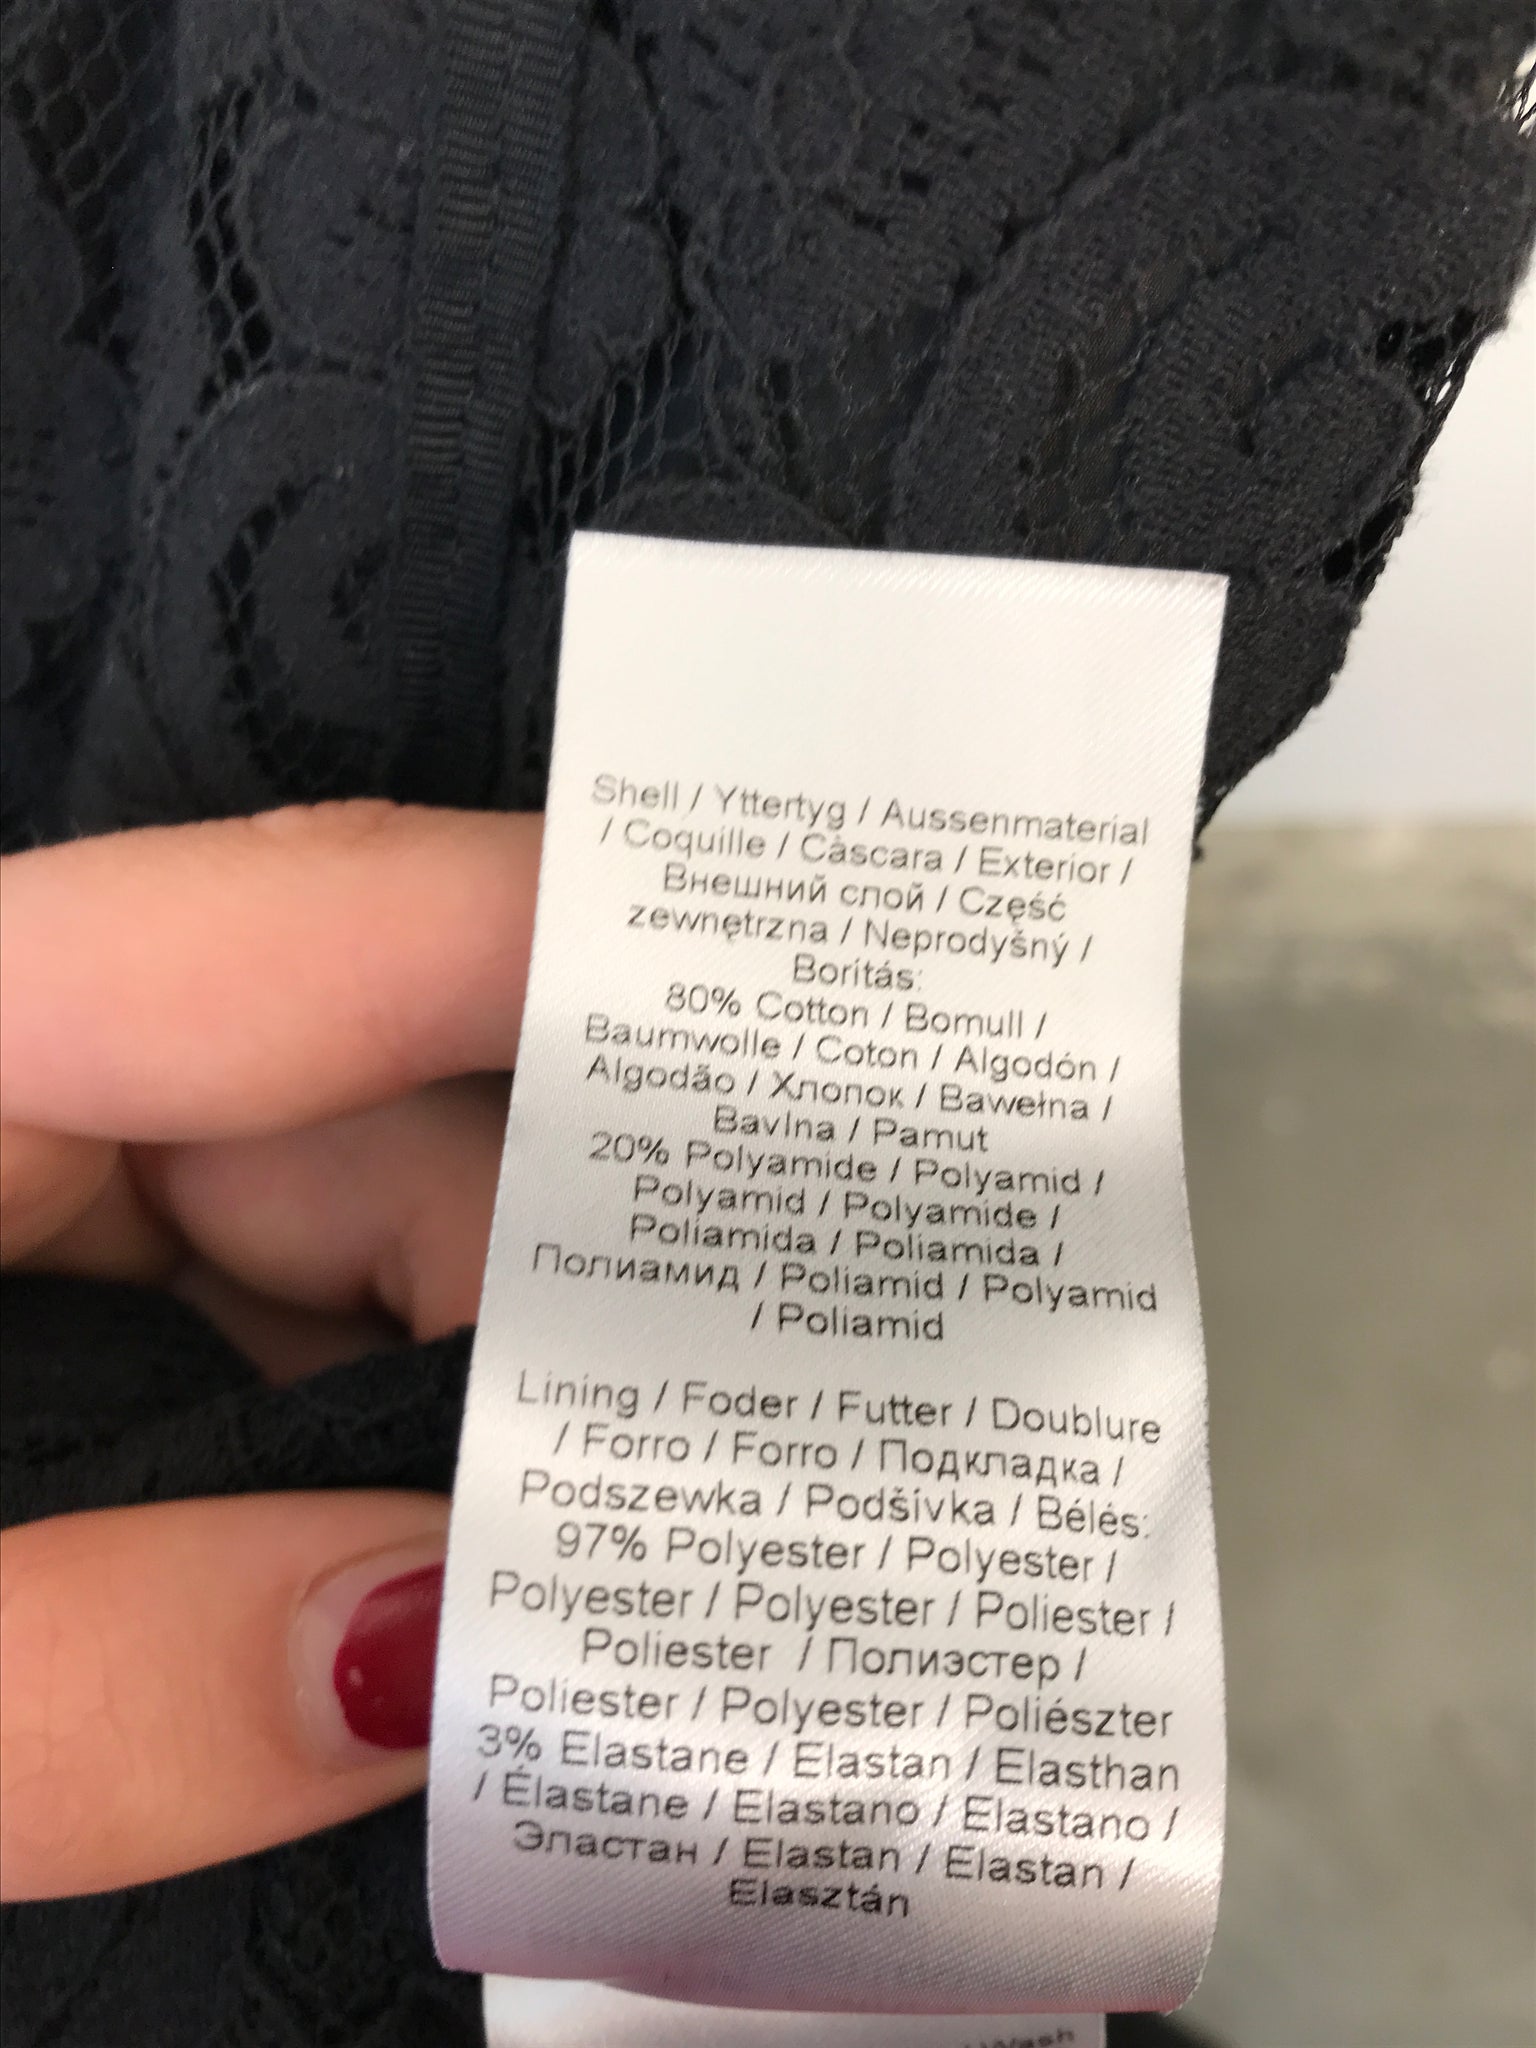 Shell / Yttertyg / Aussenmaterial
/ Coquille / Càscara / Exterior /
Внешний слой / Część
zewnętrzna / Neprodyšný /
Borítás:
80% Cotton / Bomull /
Baumwolle / Coton / Algodón /
Algodão / Хлопок / Bawełna /
Bavlna / Pamut
20% Polyamide / Polyamid /
Polyamid / Polyamide /
Poliamida / Poliamida /
Полиамид / Poliamid / Polyamid
/ Poliamid
Lining / Foder / Futter / Doublure
/ Forro / Forro / Подкладка /
Podszewka / Podšívka / Bélés:
97% Polyester / Polyester /
Polyester / Polyester / Poliester /
Poliester / Полиэстер /
Poliester / Polyester / Poliészter
3% Elastane / Elastan / Elasthan
/ Élastane / Elastano / Elastano /
Эластан / Elastan / Elastan /
Elasztán